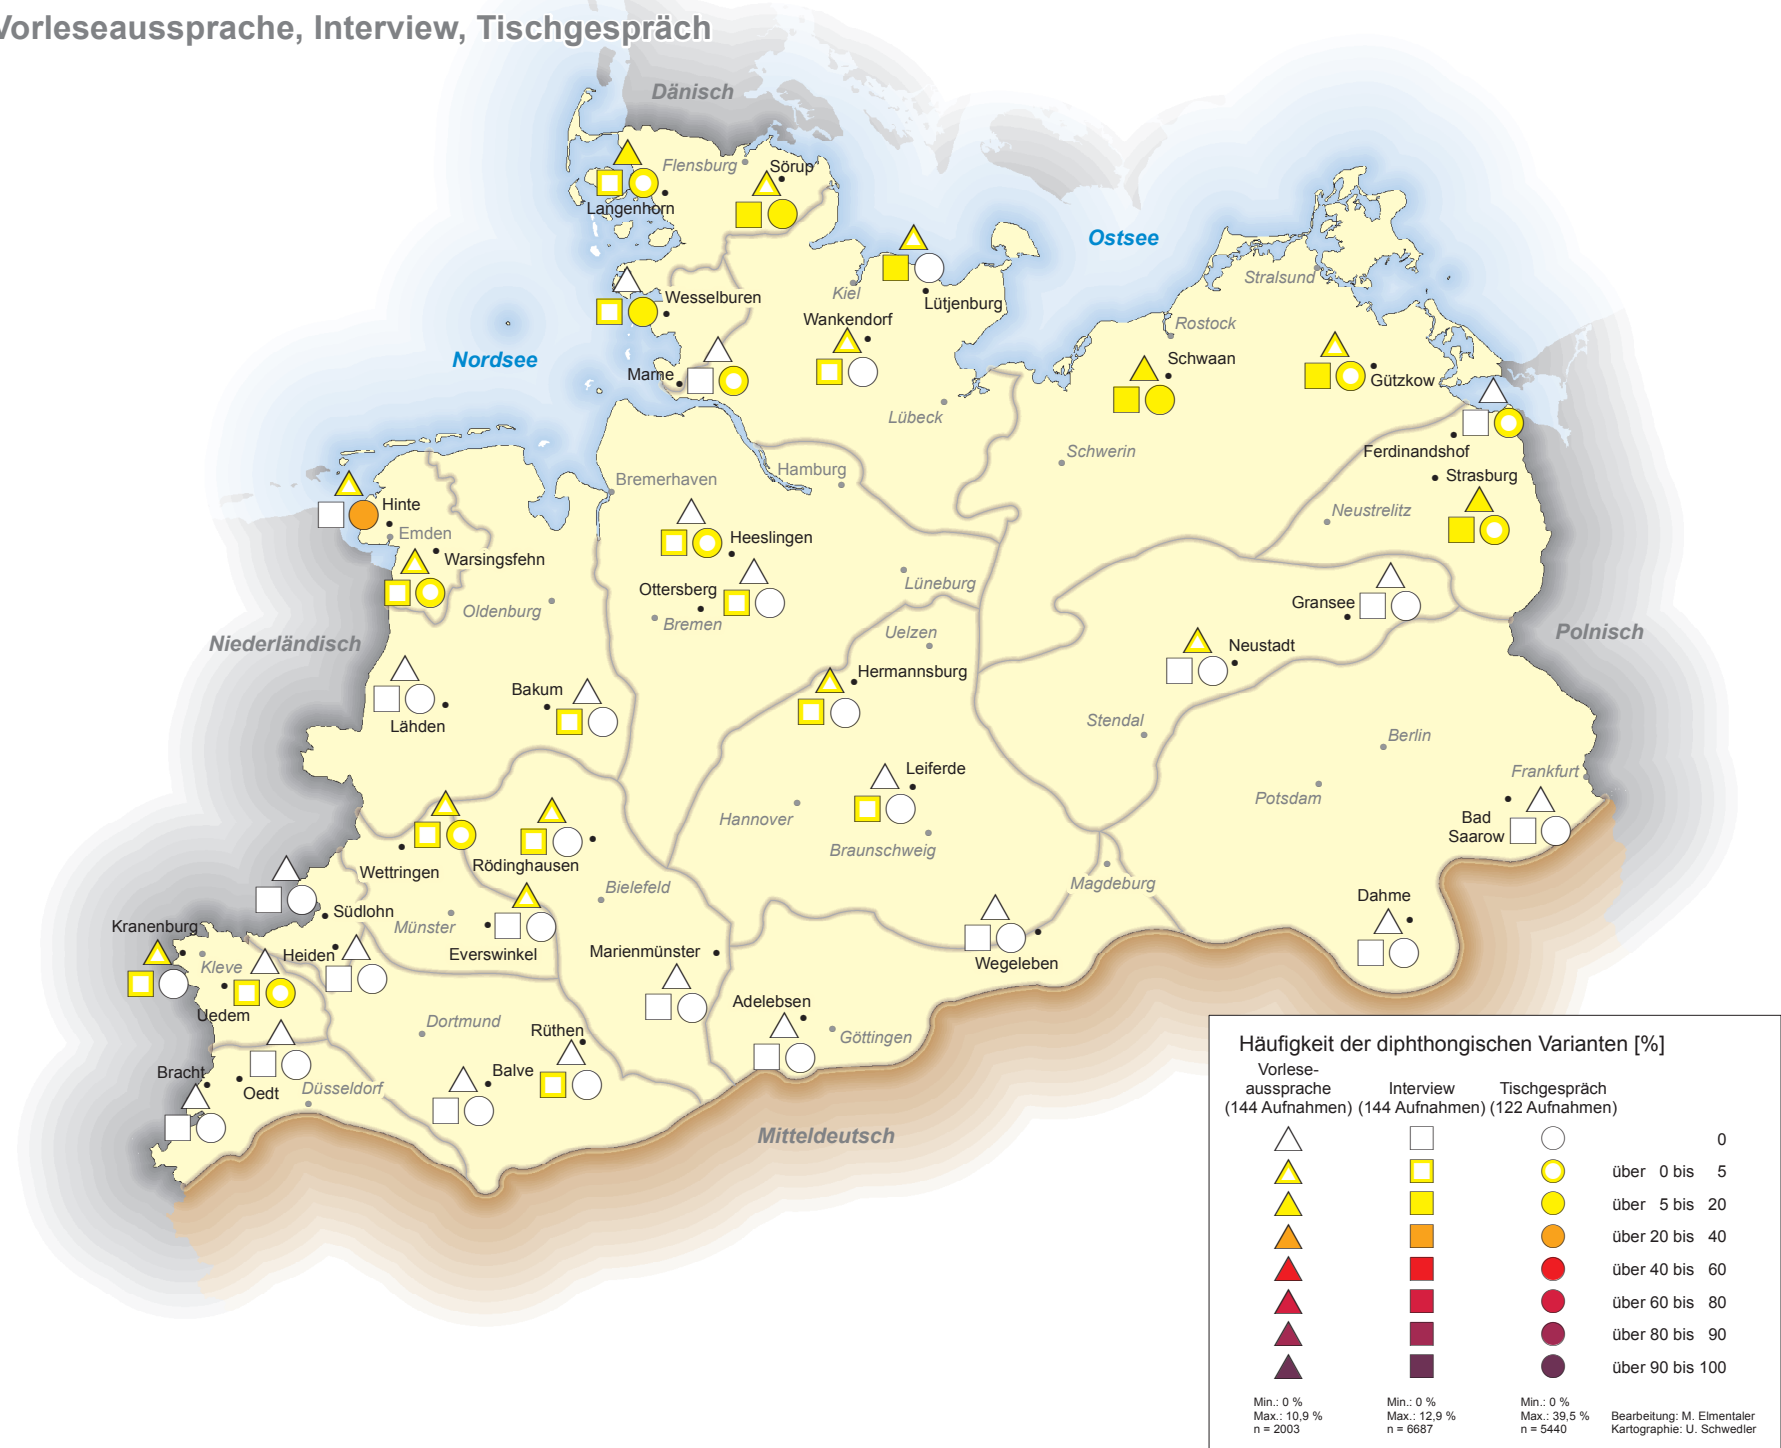 Vorleseaussprache, Interview, Tischgespräch
Dänisch
Flensburg
Sörup
Langenhorn
Ostsee
Stralsund
Kiel
Lütjenburg
Wesselburen
Wankendorf
Rostock
Nordsee
Schwaan
Marne
Gützkow
Lübeck
Schwerin
Ferdinandshof
Hamburg
Bremerhaven
Strasburg
Hinte
Neustrelitz
Emden
Heeslingen
Warsingsfehn
Lüneburg
Ottersberg
Oldenburg
Gransee
Bremen
Uelzen
Niederländisch
Polnisch
Neustadt
Hermannsburg
Bakum
Lähden
Stendal
Berlin
Leiferde
Frankfurt
Potsdam
Hannover
Bad
Saarow
Braunschweig
Rödinghausen
Wettringen
Bielefeld
Magdeburg
Dahme
Südlohn
Kranenburg
Münster
Heiden
Everswinkel
Marienmünster
Wegeleben
Kleve
Adelebsen
Uedem
Dortmund
Rüthen
Göttingen
Bracht
Balve
Oedt
Düsseldorf
Mitteldeutsch
Häufigkeit der diphthongischen Varianten [%]
Vorlese-
aussprache Interview Tischgespräch
(144 Aufnahmen) (144 Aufnahmen) (122 Aufnahmen)
0
über 0 bis 5
über 5 bis 20
über 20 bis 40
über 40 bis 60
über 60 bis 80
über 80 bis 90
über 90 bis 100
Min.: 0 % Min.: 0 % Min.: 0 %
Max.: 10,9 % Max.: 12,9 % Max.: 39,5 % Bearbeitung: M. Elmentaler
n = 2003 n = 6687 n = 5440 Kartographie: U. Schwedler